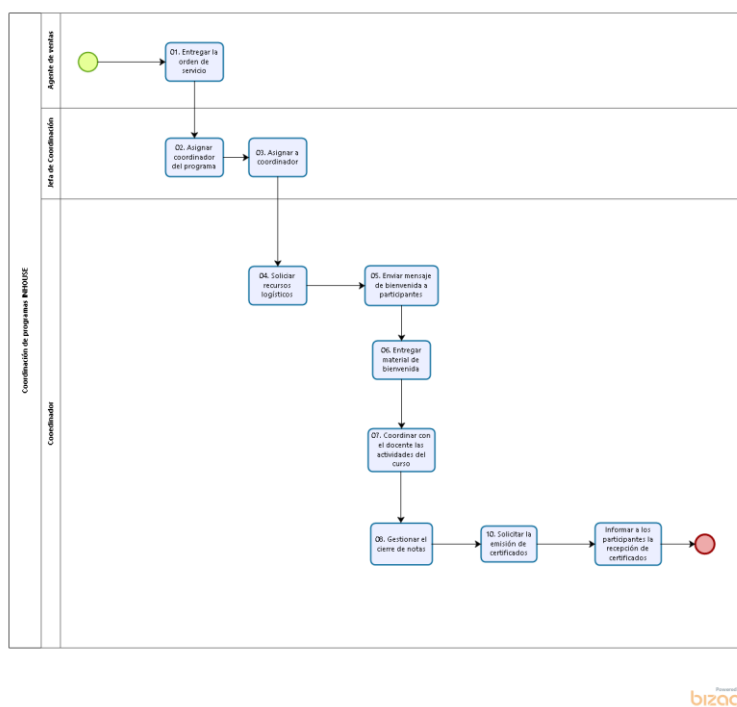 Coordinación de programas INHOUSE
Agente de ventas
01. Entregar la
orden de
servicio
Jefa de Coordinación
02. Asignar
coordinador
del programa
03. Asignar a
coordinador
Cooedinador
04. Soliciar
recursos
logísticos
05. Enviar mensaje
de bienvenida a
participantes
06. Entregar
material de
bienvenida
07. Coordinar con
el docente las
actividades del
curso
08. Gestionar el
cierre de notas
10. Solicitar la
emisión de
certificados
Informar a los
participantes la
recepción de
certificados
Powered
bizag